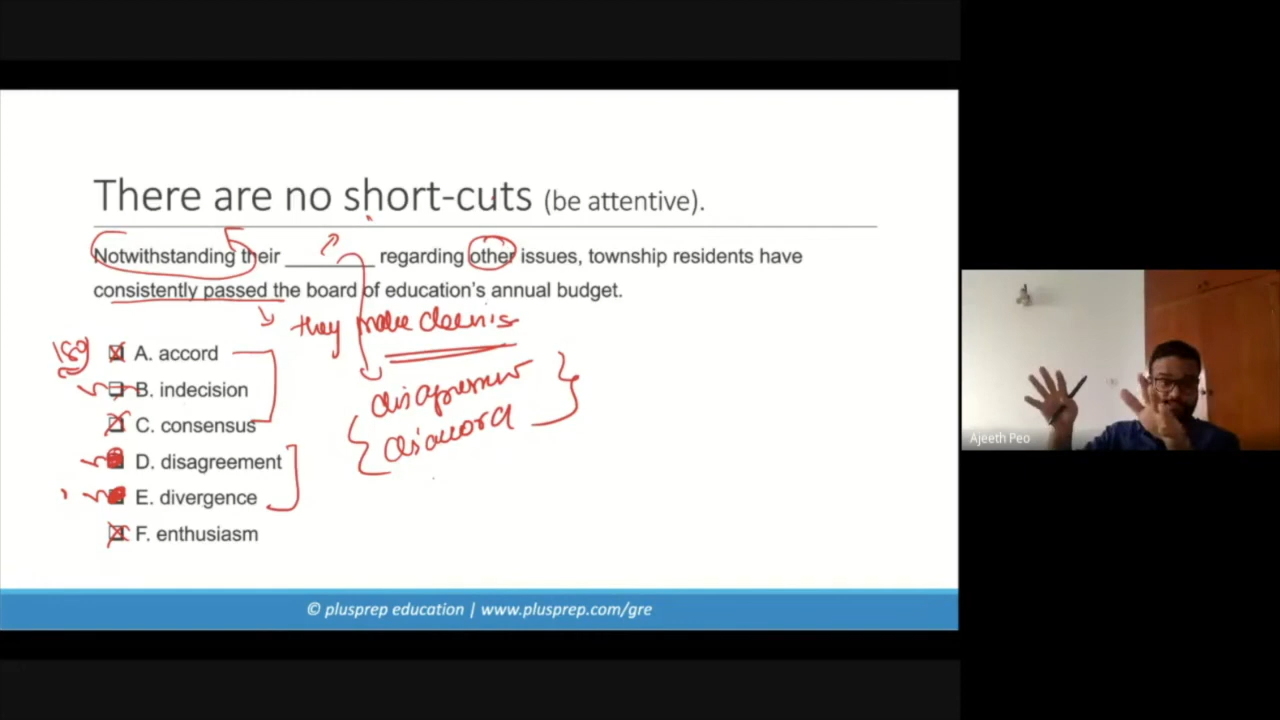 There are no short-cuts (be attentive).
Notwithstanding their ________ regarding other issues, township residents have
consistently passed the board of education's annual budget.
they make
A. accord
B. indecision
C. consensus
disaccord
D. disagreement
E. divergence
F. enthusiasm
© plusprep education | www.plusprep.com/gre
Ajeeth Peo